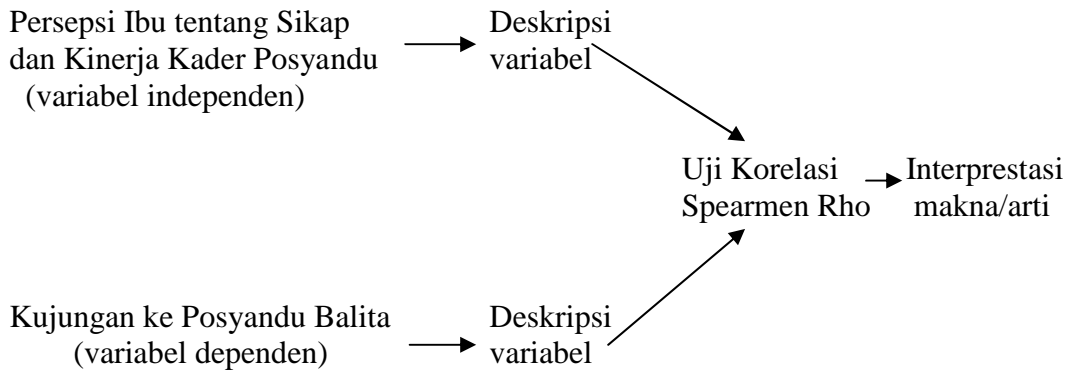 Persepsi Ibu tentang Sikap
dan Kinerja Kader Posyandu
(variabel independen)
Deskripsi
variabel
Uji Korelasi
Spearmen Rho
Interprestasi
makna/arti
Kujungan ke Posyandu Balita
(variabel dependen)
Deskripsi
variabel